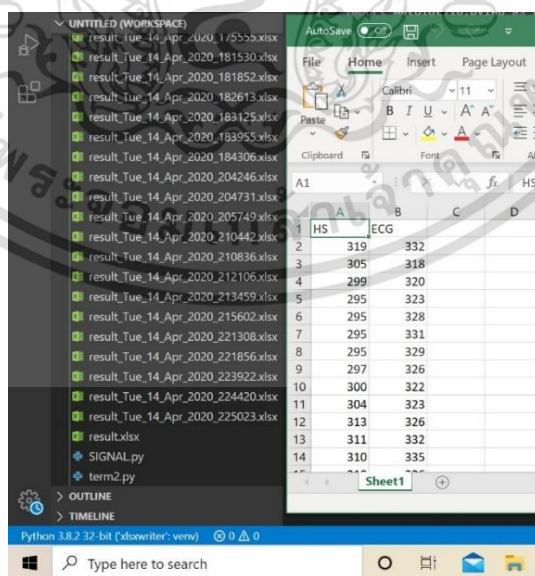 UNTITLED (WORKSPACE)
result_Tue_14_Apr_2020_175555.xlsx
result_Tue_14_Apr_2020_181530.xlsx
result_Tue_14_Apr_2020_181852.xlsx
result_Tue_14_Apr_2020_182613.xlsx
result_Tue_14_Apr_2020_183125.xlsx
result_Tue_14_Apr_2020_183955.xlsx
result_Tue_14_Apr_2020_184306.xlsx
result_Tue_14_Apr_2020_204246.xlsx
result_Tue_14_Apr_2020_204731.xlsx
result_Tue_14_Apr_2020_205749.xlsx
result_Tue_14_Apr_2020_210442.xlsx
result_Tue_14_Apr_2020_210836.xlsx
result_Tue_14_Apr_2020_212106.xlsx
result_Tue_14_Apr_2020_213459.xlsx
result_Tue_14_Apr_2020_215602.xlsx
result_Tue_14_Apr_2020_221308.xlsx
result_Tue_14_Apr_2020_221856.xlsx
result_Tue_14_Apr_2020_223922.xlsx
result_Tue_14_Apr_2020_224420.xlsx
result_Tue_14_Apr_2020_225023.xlsx
result.xlsx
SIGNAL.py
term2.py
OUTLINE
TIMELINE
Python 3.8.2 32-bit ('xlsxwriter': venv) 0 0
Type here to search
AutoSave Off
File Home Insert Page Layout
Paste Calibri 11 A A
B I U A
Clipboard Font
A1 fx HS
A B C D
1 HS ECG
2 319 332
3 305 318
4 299 320
5 295 323
6 295 328
7 295 331
8 295 329
9 297 326
10 300 322
11 304 323
12 313 326
13 311 332
14 310 335
Sheet1